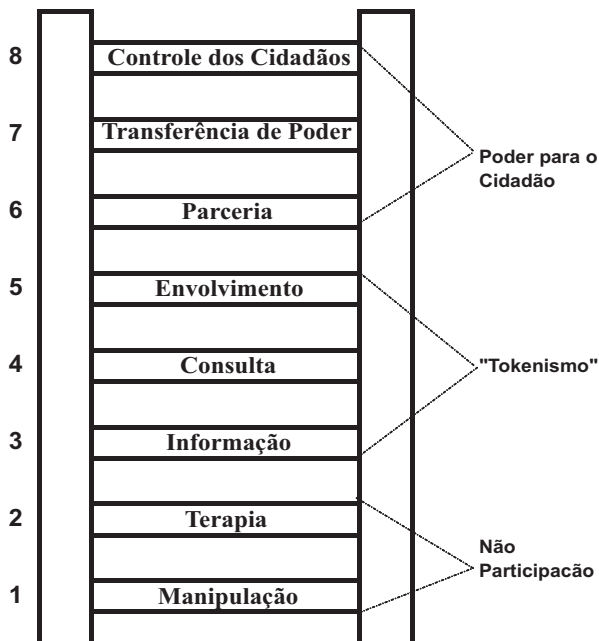 8 Controle dos Cidadãos
7 Transferência de Poder
Poder para o
Cidadão
6 Parceria
5 Envolvimento
4 Consulta
"Tokenismo"
3 Informação
2 Terapia
Não
Participacão
1 Manipulação